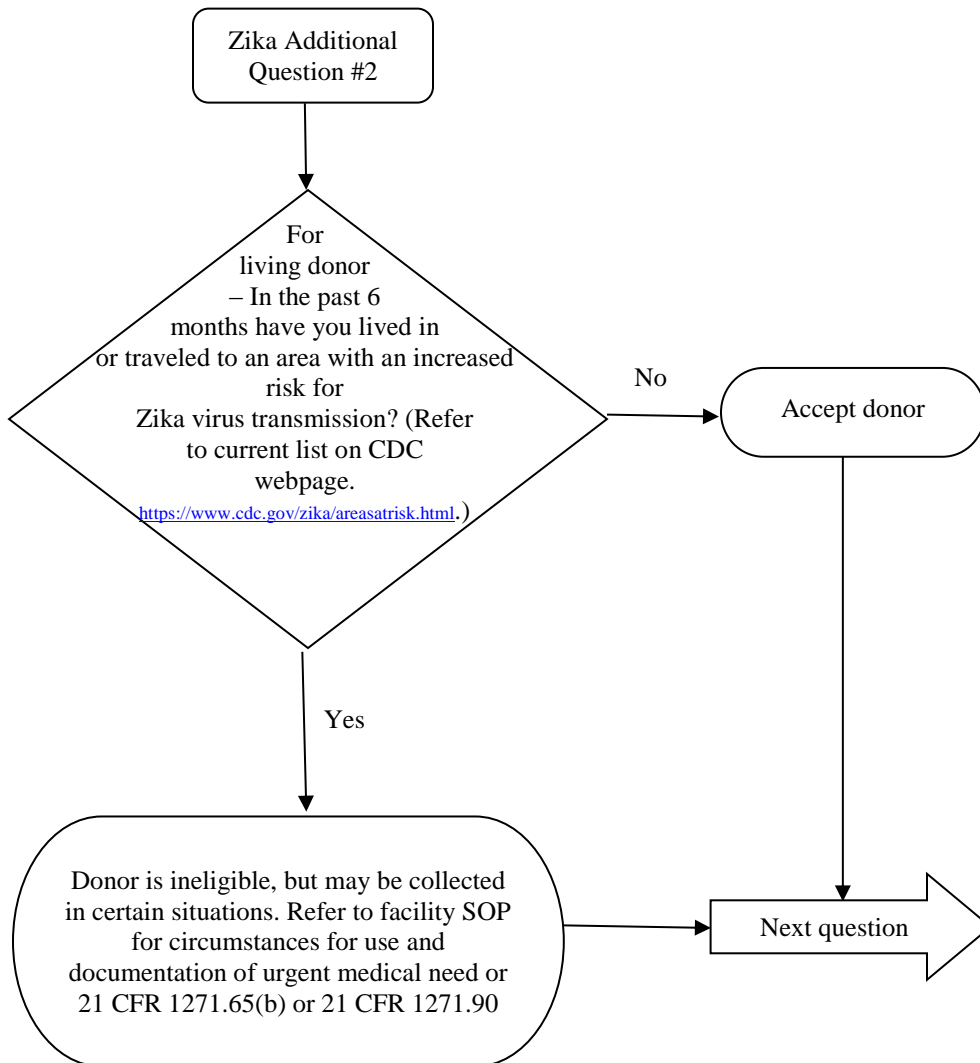 Zika Additional
Question #2
For
living donor
– In the past 6
months have you lived in
or traveled to an area with an increased
risk for
Zika virus transmission? (Refer
to current list on CDC
webpage.
https://www.cdc.gov/zika/areasatrisk.html.)
No
Accept donor
Yes
Donor is ineligible, but may be collected
in certain situations. Refer to facility SOP
for circumstances for use and
documentation of urgent medical need or
21 CFR 1271.65(b) or 21 CFR 1271.90
Next question